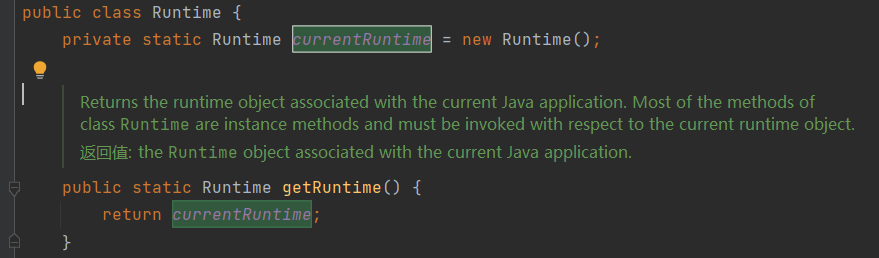 public class Runtime {
private static Runtime currentRuntime = new Runtime();
Returns the runtime object associated with the current Java application. Most of the methods of
class Runtime are instance methods and must be invoked with respect to the current runtime object.
返回值: the Runtime object associated with the current Java application.
public static Runtime getRuntime() {
return currentRuntime;
}